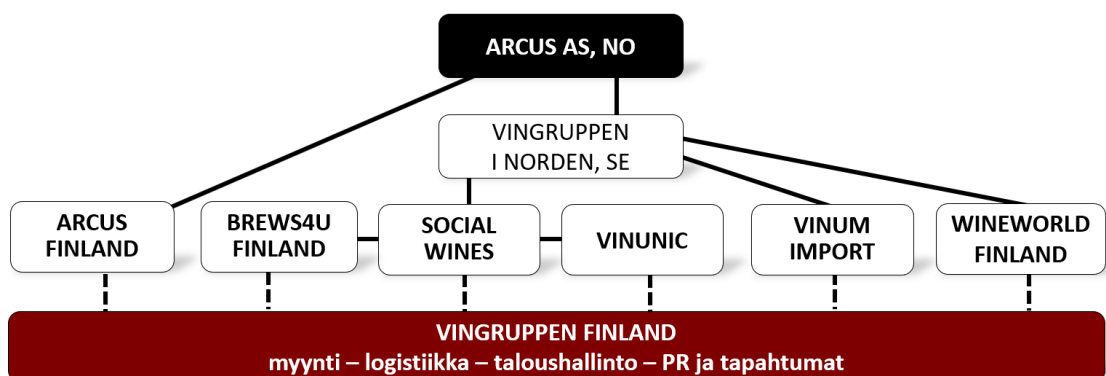 ARCUS AS, NO
VINGRUPPEN
I NORDEN, SE
ARCUS
FINLAND
BREWS4U
FINLAND
SOCIAL
WINES
VINUNIC
VINUM
IMPORT
WINEWORLD
FINLAND
VINGRUPPEN FINLAND
myynti – logistiikka – taloushallinto – PR ja tapahtumat